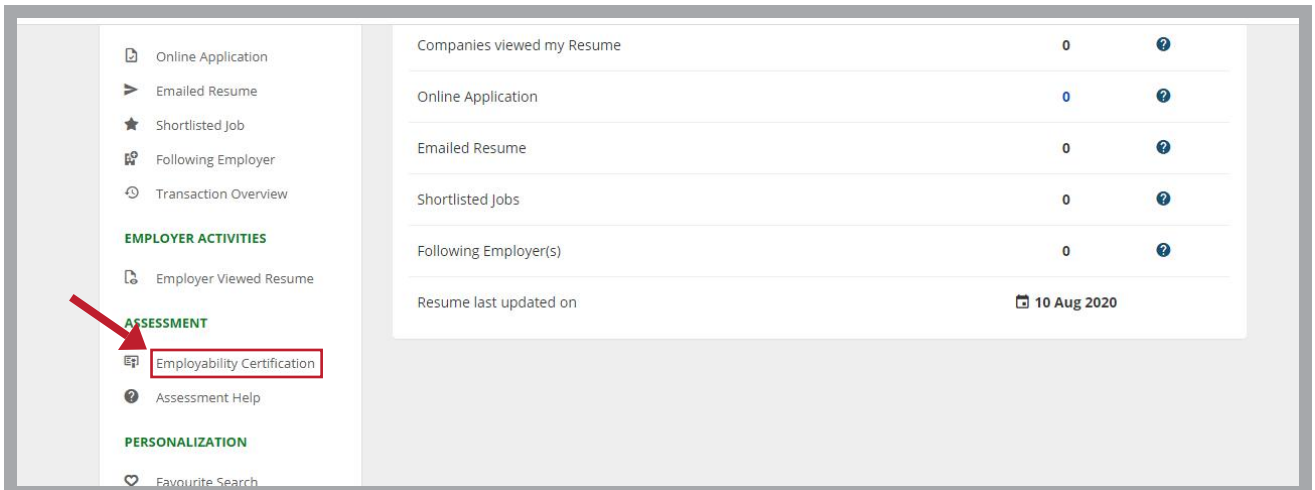 Online Application
Emailed Resume
Shortlisted Job
Following Employer
Transaction Overview
EMPLOYER ACTIVITIES
Employer Viewed Resume
ASSESSMENT
Employability Certification
Assessment Help
PERSONALIZATION
Favourite Search
Companies viewed my Resume 0
Online Application 0
Emailed Resume 0
Shortlisted Jobs 0
Following Employer(s) 0
Resume last updated on 10 Aug 2020